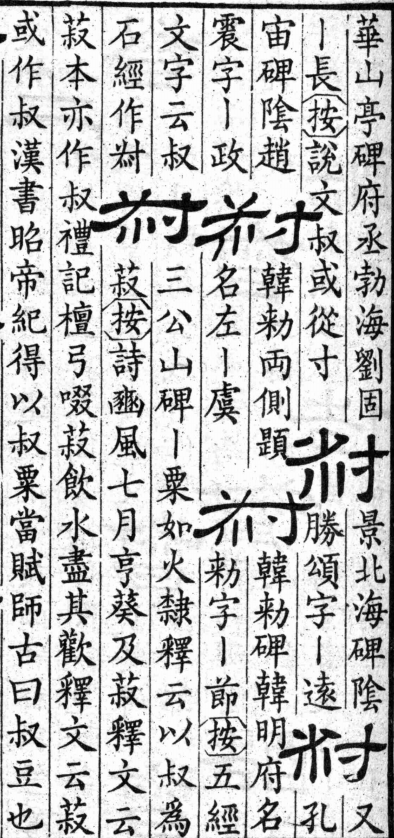 華山亭碑府丞勃海劉固
丨長按說文叔或從寸
景北海碑陰
勝頌字丨遠
又
孔
宙碑陰趙
震字丨政
韓勑兩側題
名左丨虞
韓勑碑韓明府名
勑字丨節按五經
文字云叔
石經作
三公山碑丨粟如火隸釋云以叔為
菽按詩豳風七月亨葵及菽釋文云
菽本亦作叔禮記檀弓啜菽飲水盡其歡釋文云菽
或作叔漢書昭帝紀得以叔粟當賦師古曰叔豆也